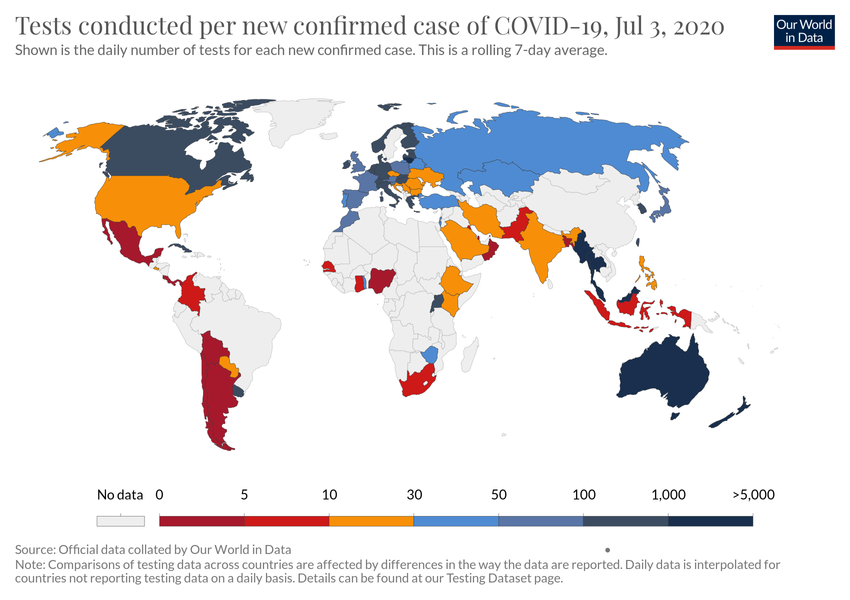 Tests conducted per new confirmed case of COVID-19, Jul 3, 2020
Shown is the daily number of tests for each new confirmed case. This is a rolling 7-day average.
Our World
in Data
No data 0 5 10 30 50 100 1,000 >5,000
Source: Official data collated by Our World in Data
Note: Comparisons of testing data across countries are affected by differences in the way the data are reported. Daily data is interpolated for
countries not reporting testing data on a daily basis. Details can be found at our Testing Dataset page.